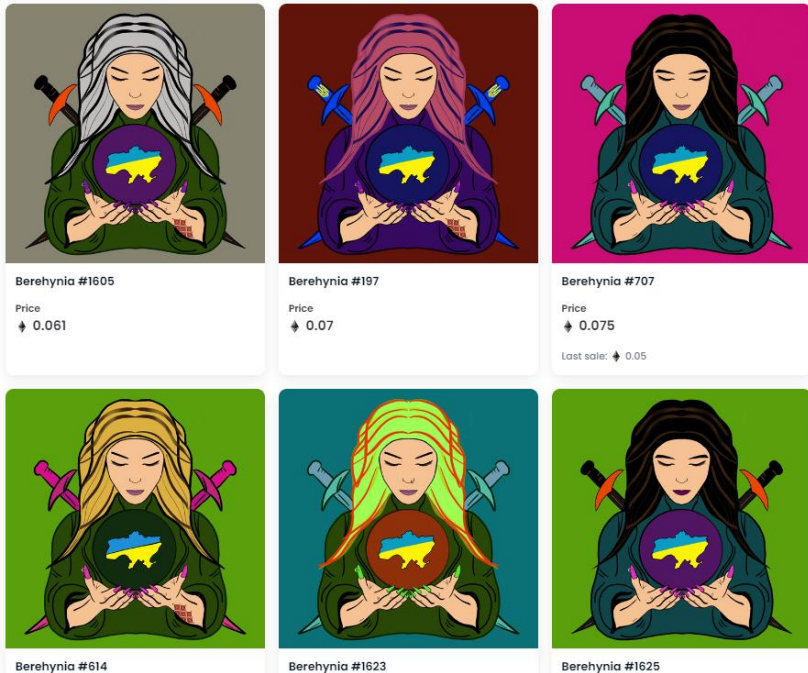 Berehynia #1605
Berehynia #197
Berehynia #707
Price
0.061
Price
0.07
Price
0.075
Last sale: 0.05
Berehynia #614
Berehynia #1623
Berehynia #1625